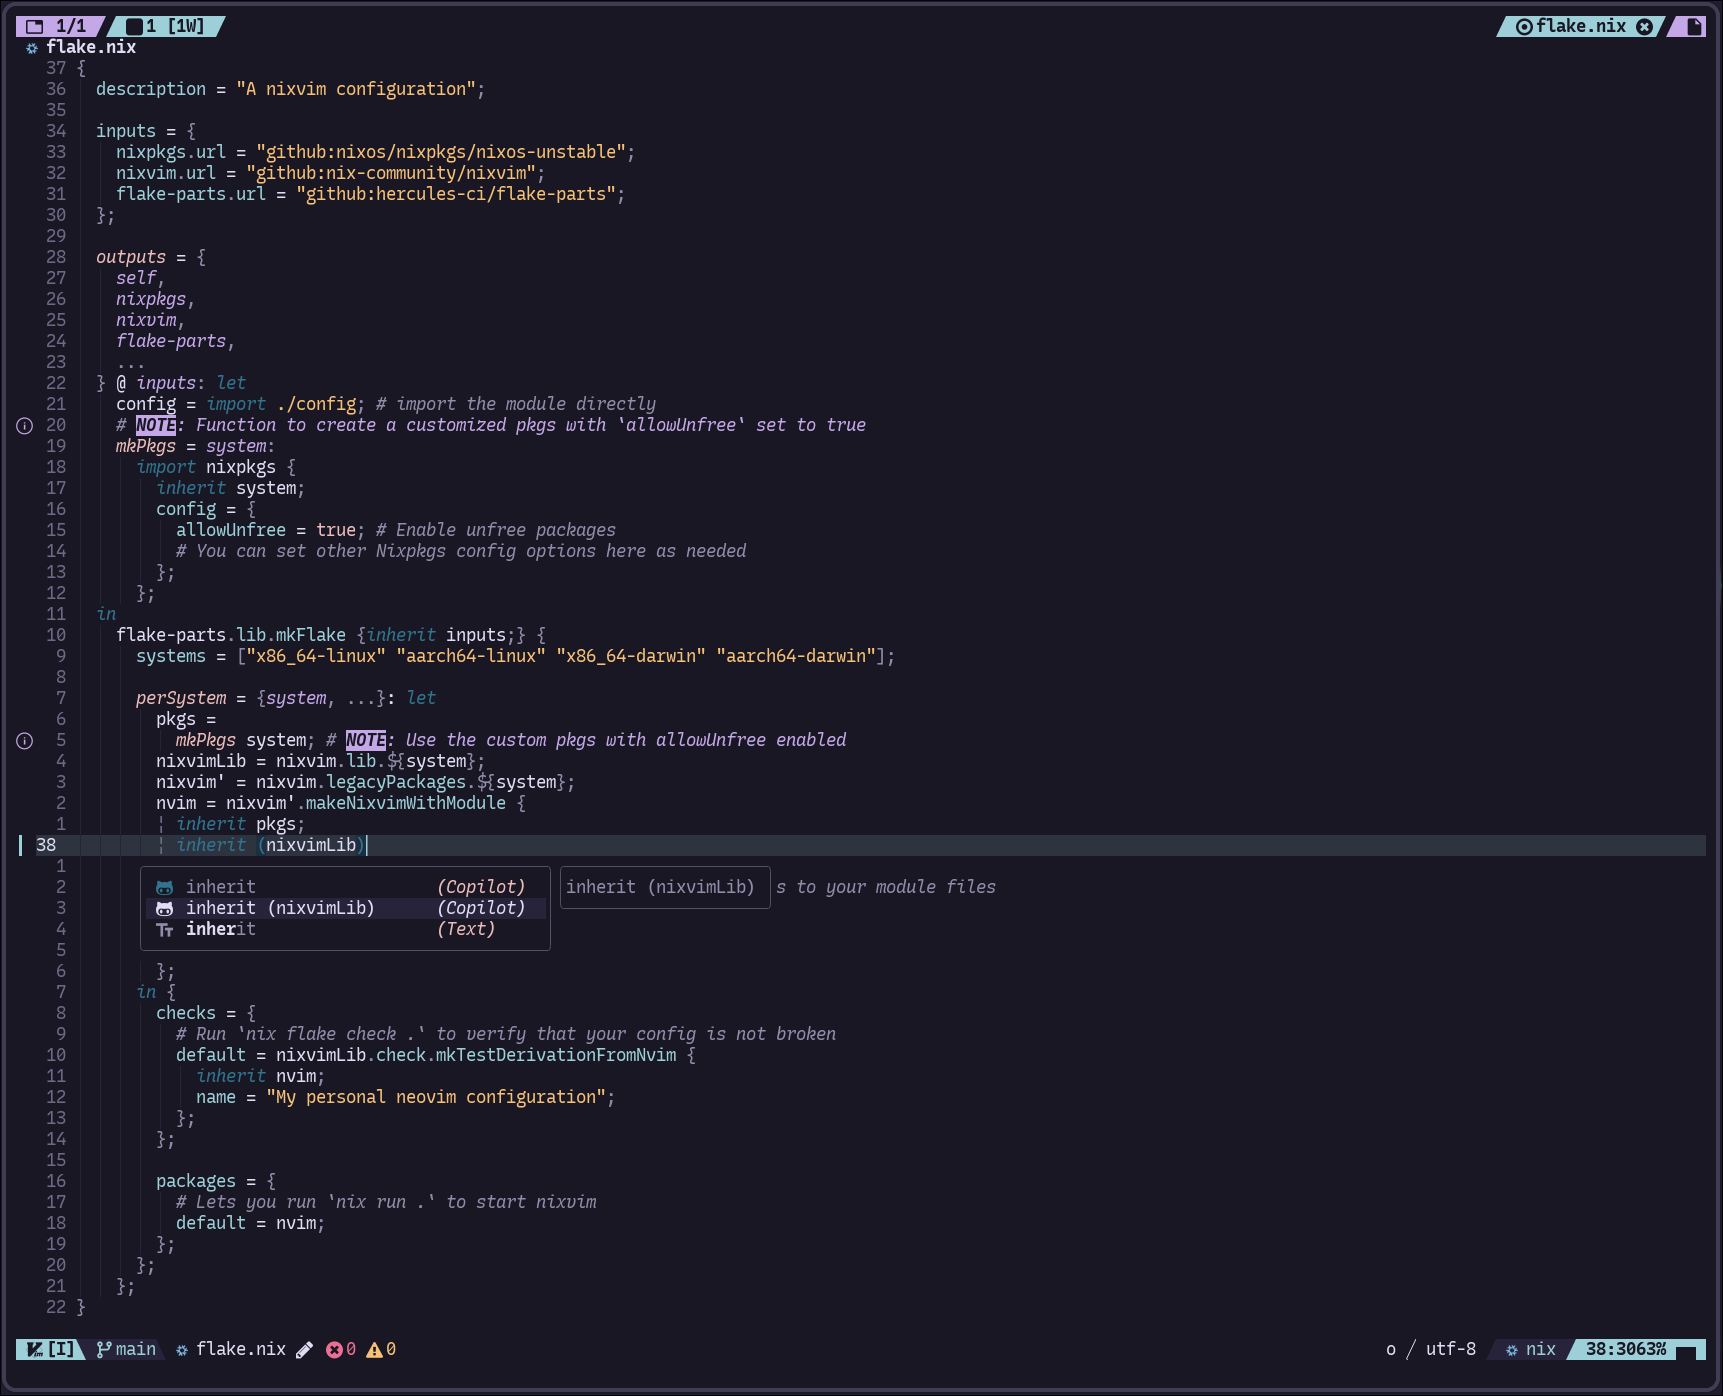 1/1 1 [1W] flake.nix
flake.nix
37 {
36 description = "A nixvim configuration";
35
34 inputs = {
33 nixpkgs.url = "github:nixos/nixpkgs/nixos-unstable";
32 nixvim.url = "github:nix-community/nixvim";
31 flake-parts.url = "github:hercules-ci/flake-parts";
30 };
29
28 outputs = {
27 self,
26 nixpkgs,
25 nixvim,
24 flake-parts,
23 ...
22 } @ inputs: let
21 config = import ./config; # import the module directly
20 # NOTE: Function to create a customized pkgs with `allowUnfree` set to true
19 mkPkgs = system:
18 import nixpkgs {
17 inherit system;
16 config = {
15 allowUnfree = true; # Enable unfree packages
14 # You can set other Nixpkgs config options here as needed
13 };
12 };
11 in
10 flake-parts.lib.mkFlake {inherit inputs;} {
9 systems = ["x86_64-linux" "aarch64-linux" "x86_64-darwin" "aarch64-darwin"];
8
7 perSystem = {system, ...}: let
6 pkgs =
5 mkPkgs system; # NOTE: Use the custom pkgs with allowUnfree enabled
4 nixvimLib = nixvim.lib.${system};
3 nixvim' = nixvim.legacyPackages.${system};
2 nvim = nixvim'.makeNixvimWithModule {
1 ¦ inherit pkgs;
38 ¦ inherit (nixvimLib)
1
2 inherit (Copilot) inherit (nixvimLib) s to your module files
3 inherit (nixvimLib) (Copilot)
4 inherit (Text)
5
6 };
7 in {
8 checks = {
9 # Run `nix flake check .` to verify that your config is not broken
10 default = nixvimLib.check.mkTestDerivationFromNvim {
11 inherit nvim;
12 name = "My personal neovim configuration";
13 };
14 };
15
16 packages = {
17 # Lets you run `nix run .` to start nixvim
18 default = nvim;
19 };
20 };
21 };
22 }
[I] main flake.nix 0 0 o / utf-8 nix 38:3063%